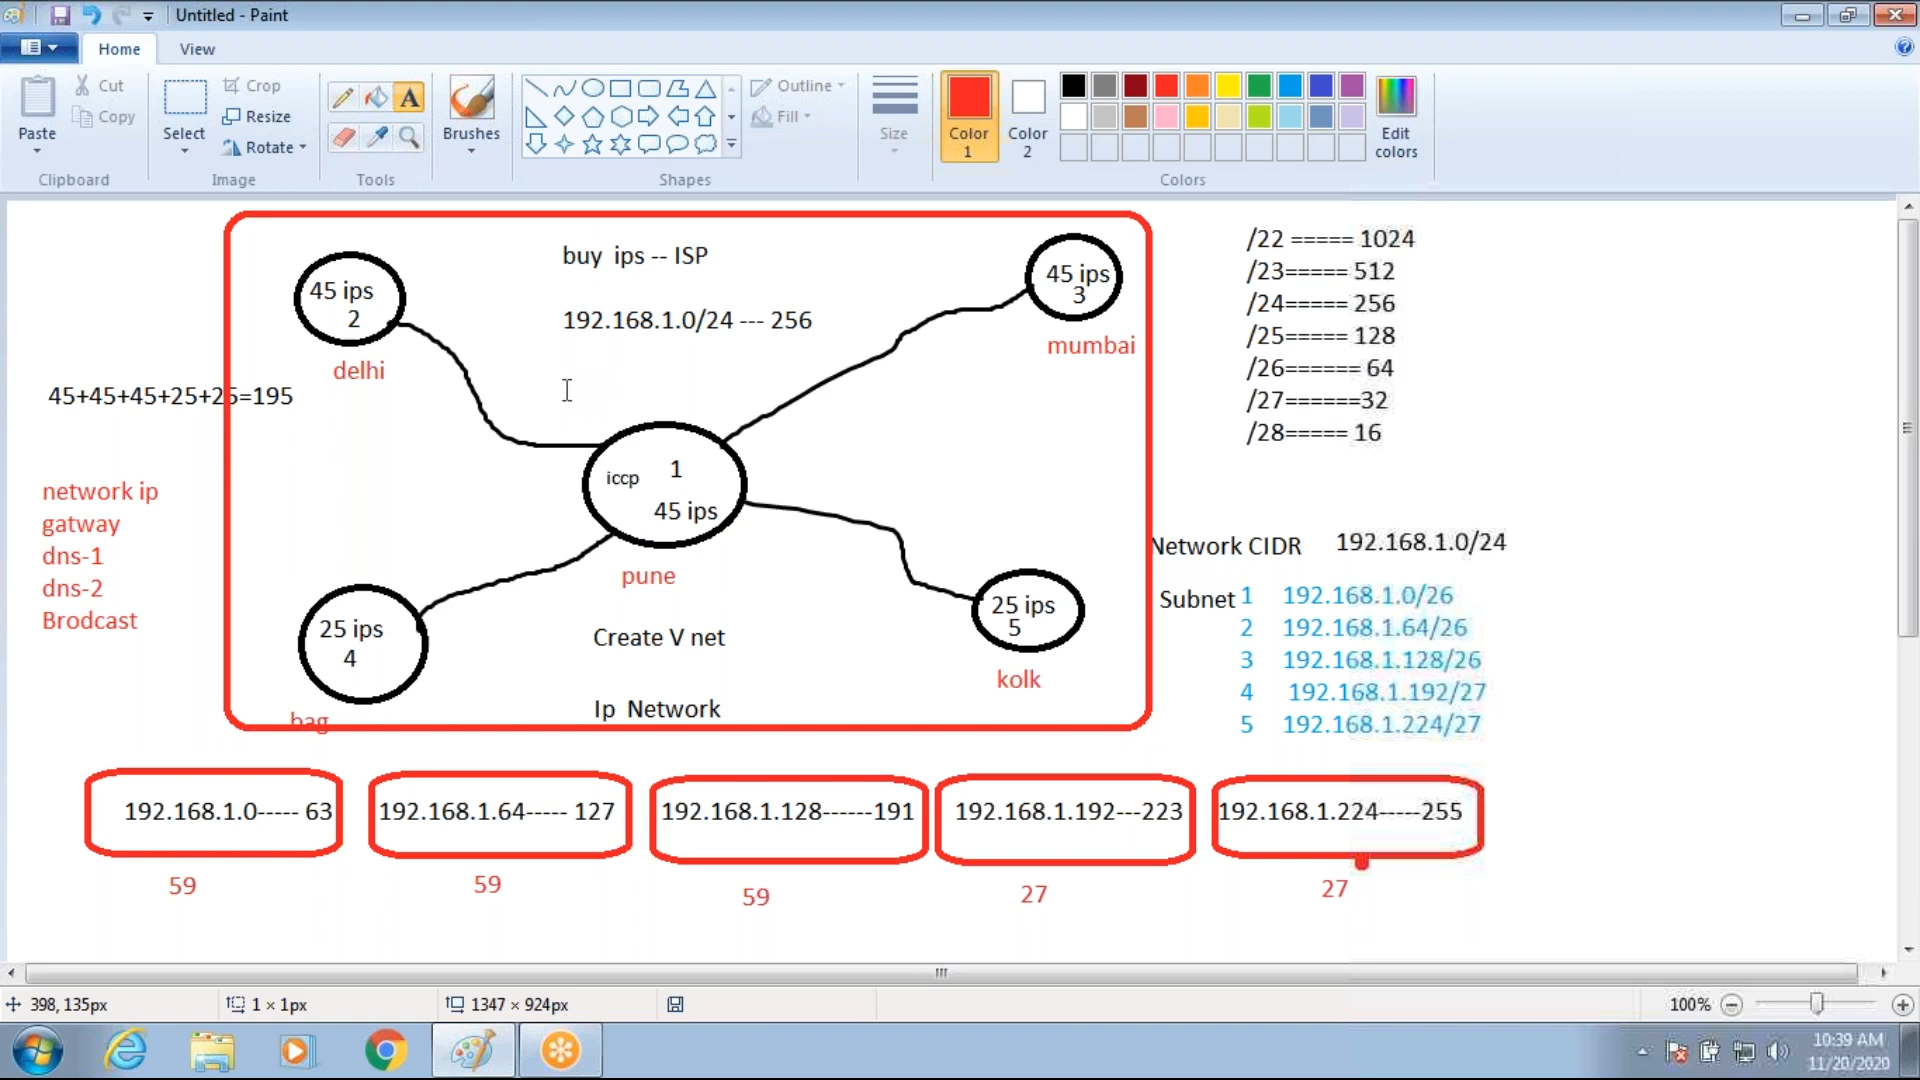 Untitled - Paint
Home
View
Paste
Cut
Copy
Clipboard
Select
Crop
Resize
Rotate
Image
Tools
Brushes
Shapes
Outline
Fill
Size
Color 1
Color 2
Edit colors
Colors
buy ips -- ISP
192.168.1.0/24 --- 256
45 ips
2
delhi
45 ips
3
mumbai
45+45+45+25+25=195
iccp 1
45 ips
pune
network ip
gatway
dns-1
dns-2
Brodcast
25 ips
4
bag
25 ips
5
kolk
Create V net
Ip Network
/22 ===== 1024
/23===== 512
/24===== 256
/25===== 128
/26====== 64
/27======32
/28===== 16
Network CIDR 192.168.1.0/24
Subnet 1 192.168.1.0/26
2 192.168.1.64/26
3 192.168.1.128/26
4 192.168.1.192/27
5 192.168.1.224/27
192.168.1.0----- 63
192.168.1.64----- 127
192.168.1.128------191
192.168.1.192---223
192.168.1.224-----255
59
59
59
27
27
398, 135px
1 × 1px
1347 × 924px
100%
10:39 AM
11/20/2020